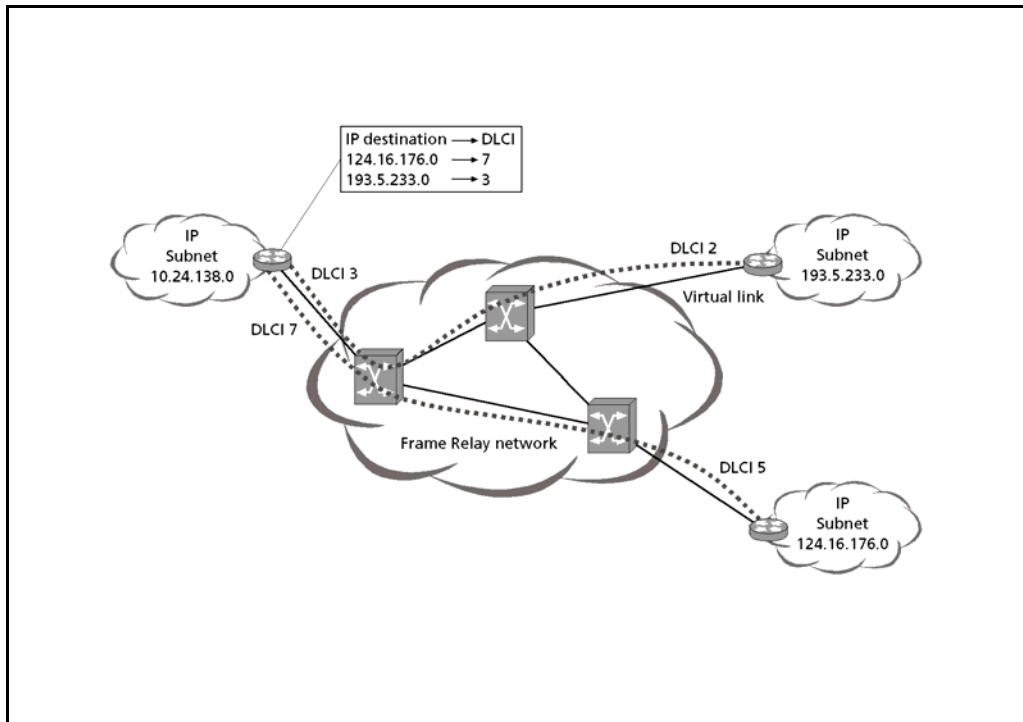 IP destination → DLCI
124.16.176.0 → 7
193.5.233.0 → 3
IP
Subnet
10.24.138.0
DLCI 3
DLCI 7
DLCI 2
IP
Subnet
193.5.233.0
Virtual link
Frame Relay network
DLCI 5
IP
Subnet
124.16.176.0